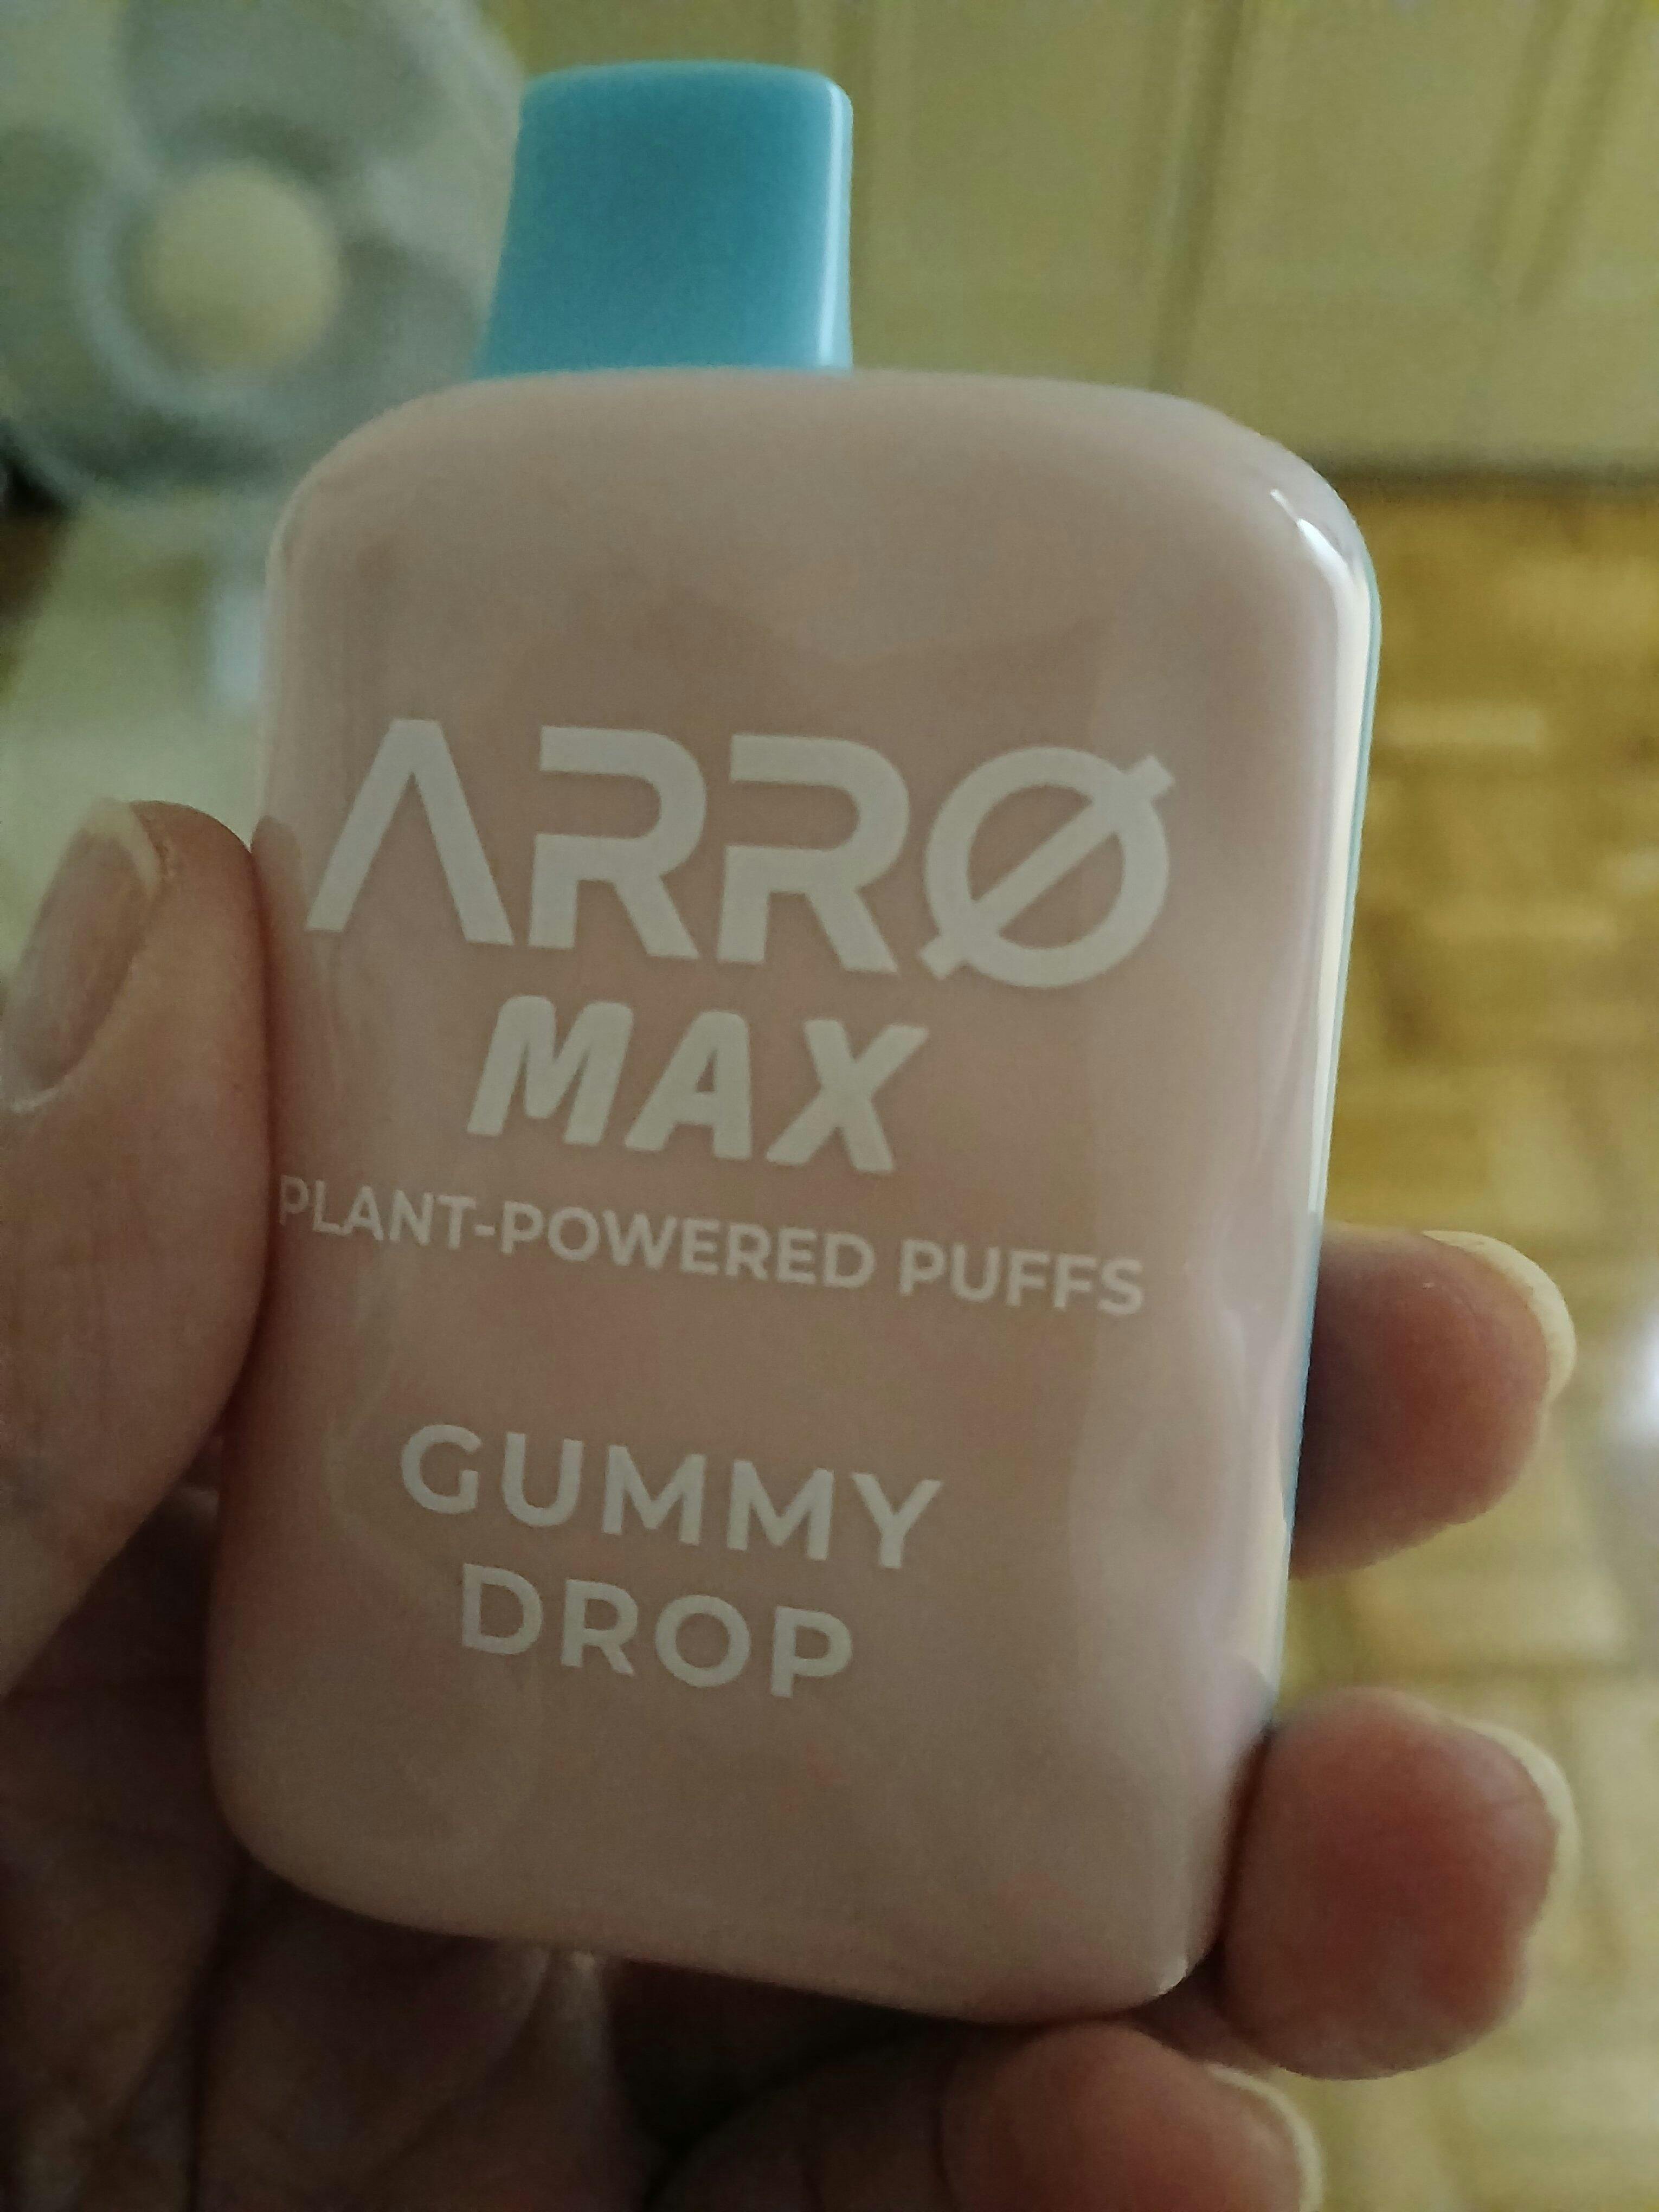 ARRØ
MAX
PLANT-POWERED PUFFS
GUMMY
DROP